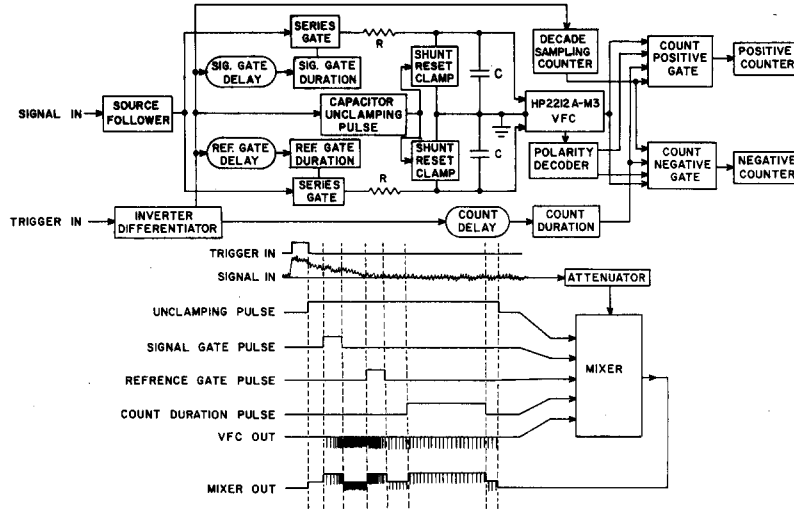 SERIES
GATE
R
SIG. GATE
DELAY
SIG. GATE
DURATION
SHUNT
RESET
CLAMP
C
DECADE
SAMPLING
COUNTER
COUNT
POSITIVE
GATE
POSITIVE
COUNTER
SIGNAL IN
SOURCE
FOLLOWER
CAPACITOR
UNCLAMPING
PULSE
HP2212A-M3
VFC
REF. GATE
DELAY
REF. GATE
DURATION
SHUNT
RESET
CLAMP
C
POLARITY
DECODER
COUNT
NEGATIVE
GATE
NEGATIVE
COUNTER
SERIES
GATE
R
TRIGGER IN
INVERTER
DIFFERENTIATOR
COUNT
DELAY
COUNT
DURATION
TRIGGER IN
SIGNAL IN
ATTENUATOR
UNCLAMPING PULSE
SIGNAL GATE PULSE
MIXER
REFRENCE GATE PULSE
COUNT DURATION PULSE
VFC OUT
MIXER OUT